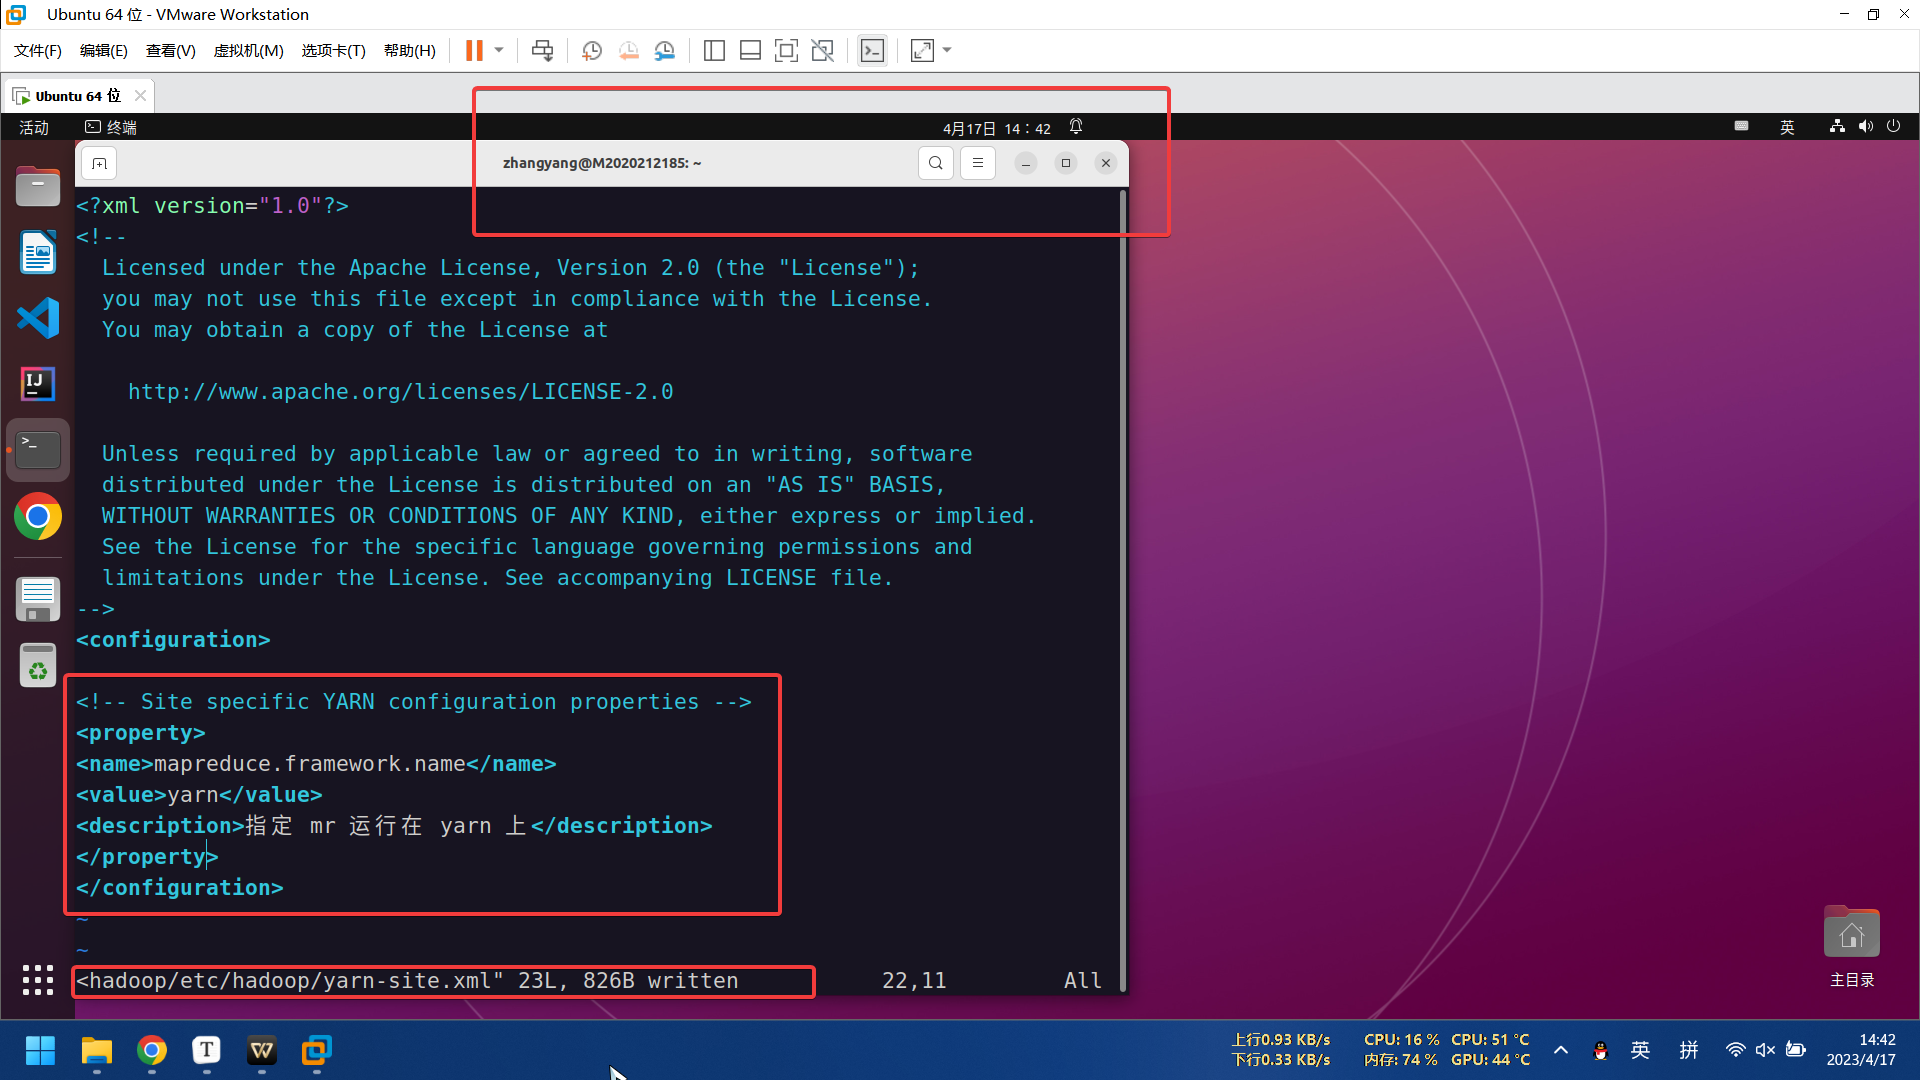 Ubuntu 64 位 - VMware Workstation
文件(F) 编辑(E) 查看(V) 虚拟机(M) 选项卡(T) 帮助(H)
Ubuntu 64 位
活动 终端 4月17日 14：42 英
zhangyang@M2020212185: ~
<?xml version="1.0"?>
<!--
Licensed under the Apache License, Version 2.0 (the "License");
you may not use this file except in compliance with the License.
You may obtain a copy of the License at
http://www.apache.org/licenses/LICENSE-2.0
Unless required by applicable law or agreed to in writing, software
distributed under the License is distributed on an "AS IS" BASIS,
WITHOUT WARRANTIES OR CONDITIONS OF ANY KIND, either express or implied.
See the License for the specific language governing permissions and
limitations under the License. See accompanying LICENSE file.
-->
<configuration>
<!-- Site specific YARN configuration properties -->
<property>
<name>mapreduce.framework.name</name>
<value>yarn</value>
<description>指定 mr 运行在 yarn 上</description>
</property>
</configuration>
~
~
<hadoop/etc/hadoop/yarn-site.xml" 23L, 826B written 22,11 All
主目录
上行0.93 KB/s CPU: 16 % CPU: 51 °C
下行0.33 KB/s 内存: 74 % GPU: 44 °C
英 拼
14:42
2023/4/17